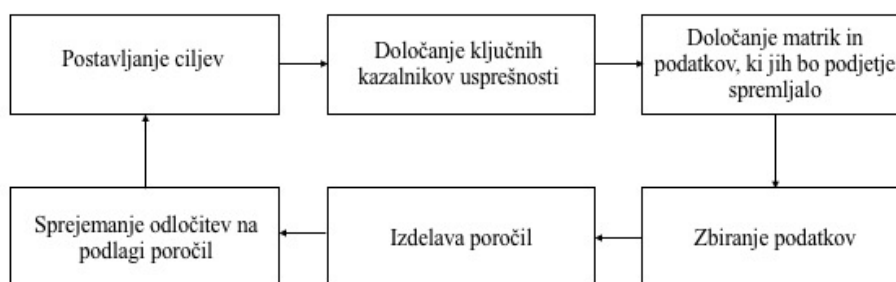 Postavljanje ciljev
Določanje ključnih
kazalnikov usprešnosti
Določanje matrik in
podatkov, ki jih bo podjetje
spremljalo
Sprejemanje odločitev na
podlagi poročil
Izdelava poročil
Zbiranje podatkov